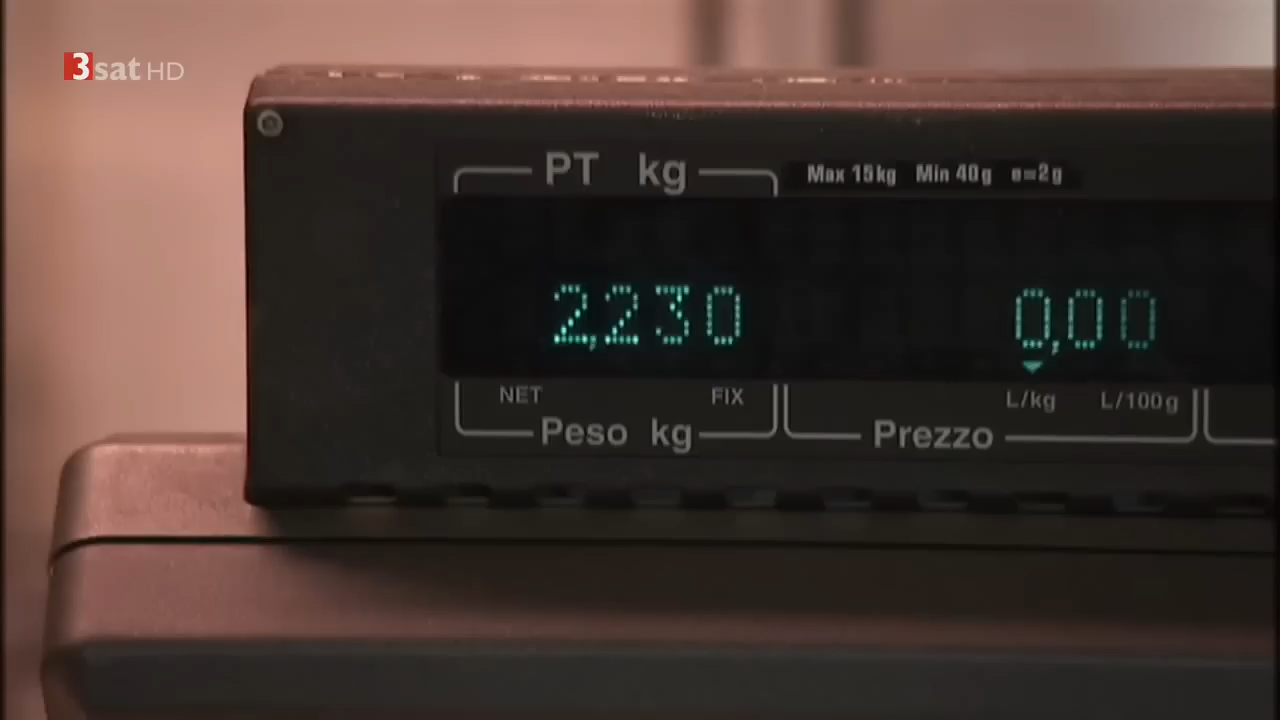 3sat HD
PT kg
Max 15kg Min 40g e=2g
2,230 0,00
NET FIX L/kg L/100g
Peso kg Prezzo